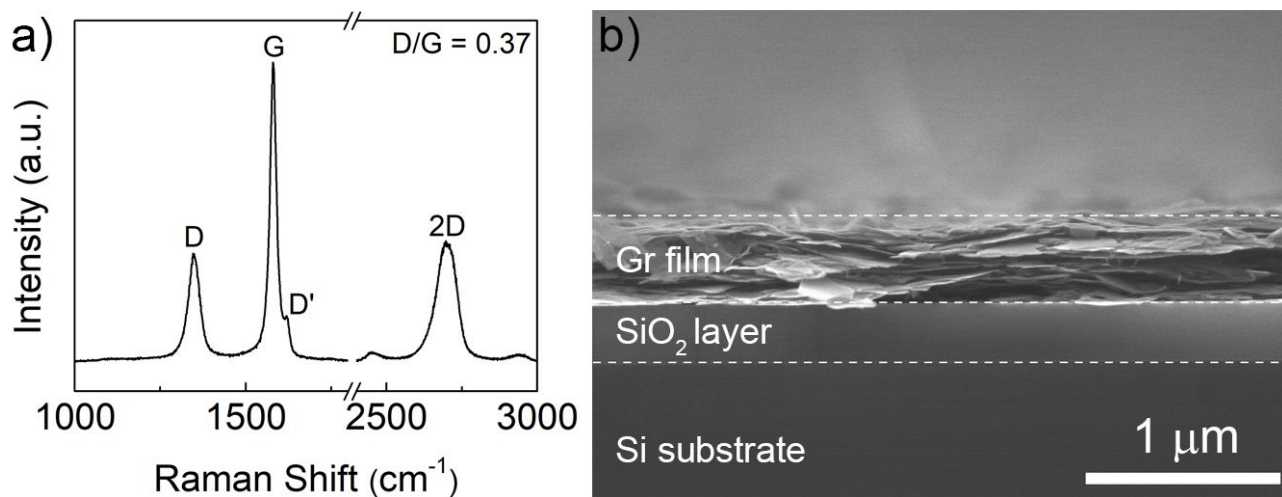 a)
D/G = 0.37
G
D
D'
2D
Intensity (a.u.)
1000
1500
2500
3000
Raman Shift (cm⁻¹)
b)
Gr film
SiO₂ layer
Si substrate
1 μm